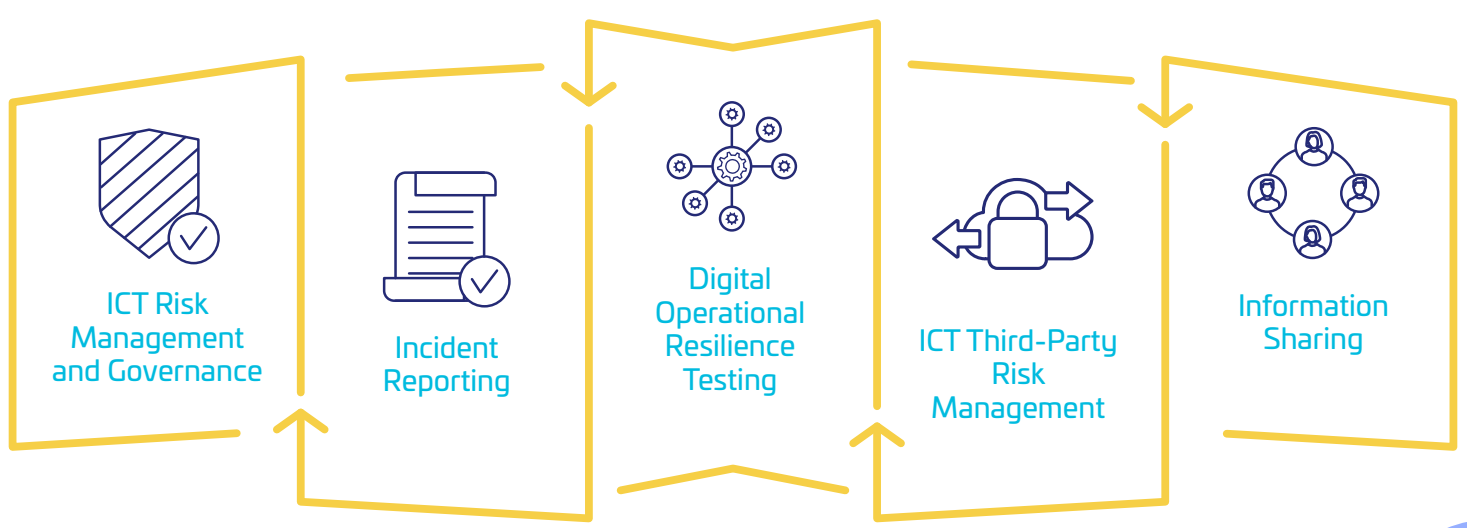 ICT Risk
Management
and Governance
Incident
Reporting
Digital
Operational
Resilience
Testing
ICT Third-Party
Risk
Management
Information
Sharing